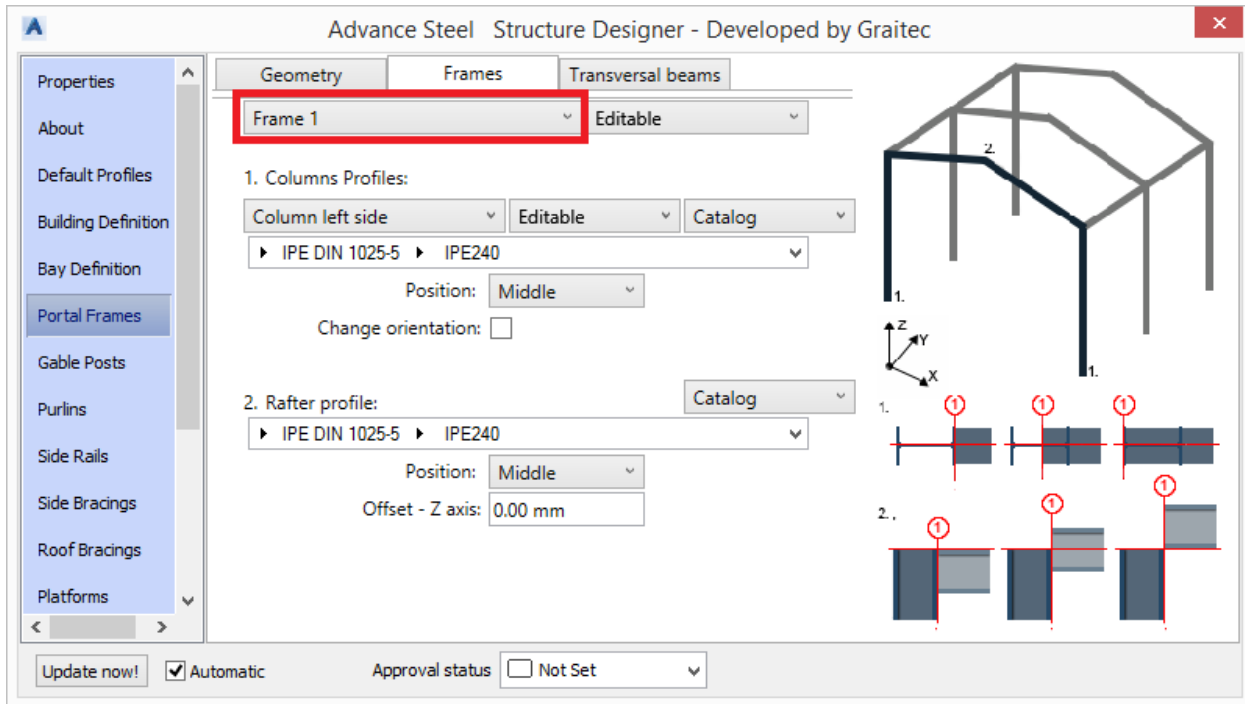 Advance Steel Structure Designer - Developed by Graitec
Properties
About
Default Profiles
Building Definition
Bay Definition
Portal Frames
Gable Posts
Purlins
Side Rails
Side Bracings
Roof Bracings
Platforms
Geometry Frames Transversal beams
Frame 1 Editable
1. Columns Profiles:
Column left side Editable Catalog
IPE DIN 1025-5 IPE240
Position: Middle
Change orientation:
2. Rafter profile: Catalog
IPE DIN 1025-5 IPE240
Position: Middle
Offset - Z axis: 0.00 mm
2.
1.
1.
Z
Y
X
1.
1 1 1
2.,
1 1 1
Update now! Automatic Approval status Not Set